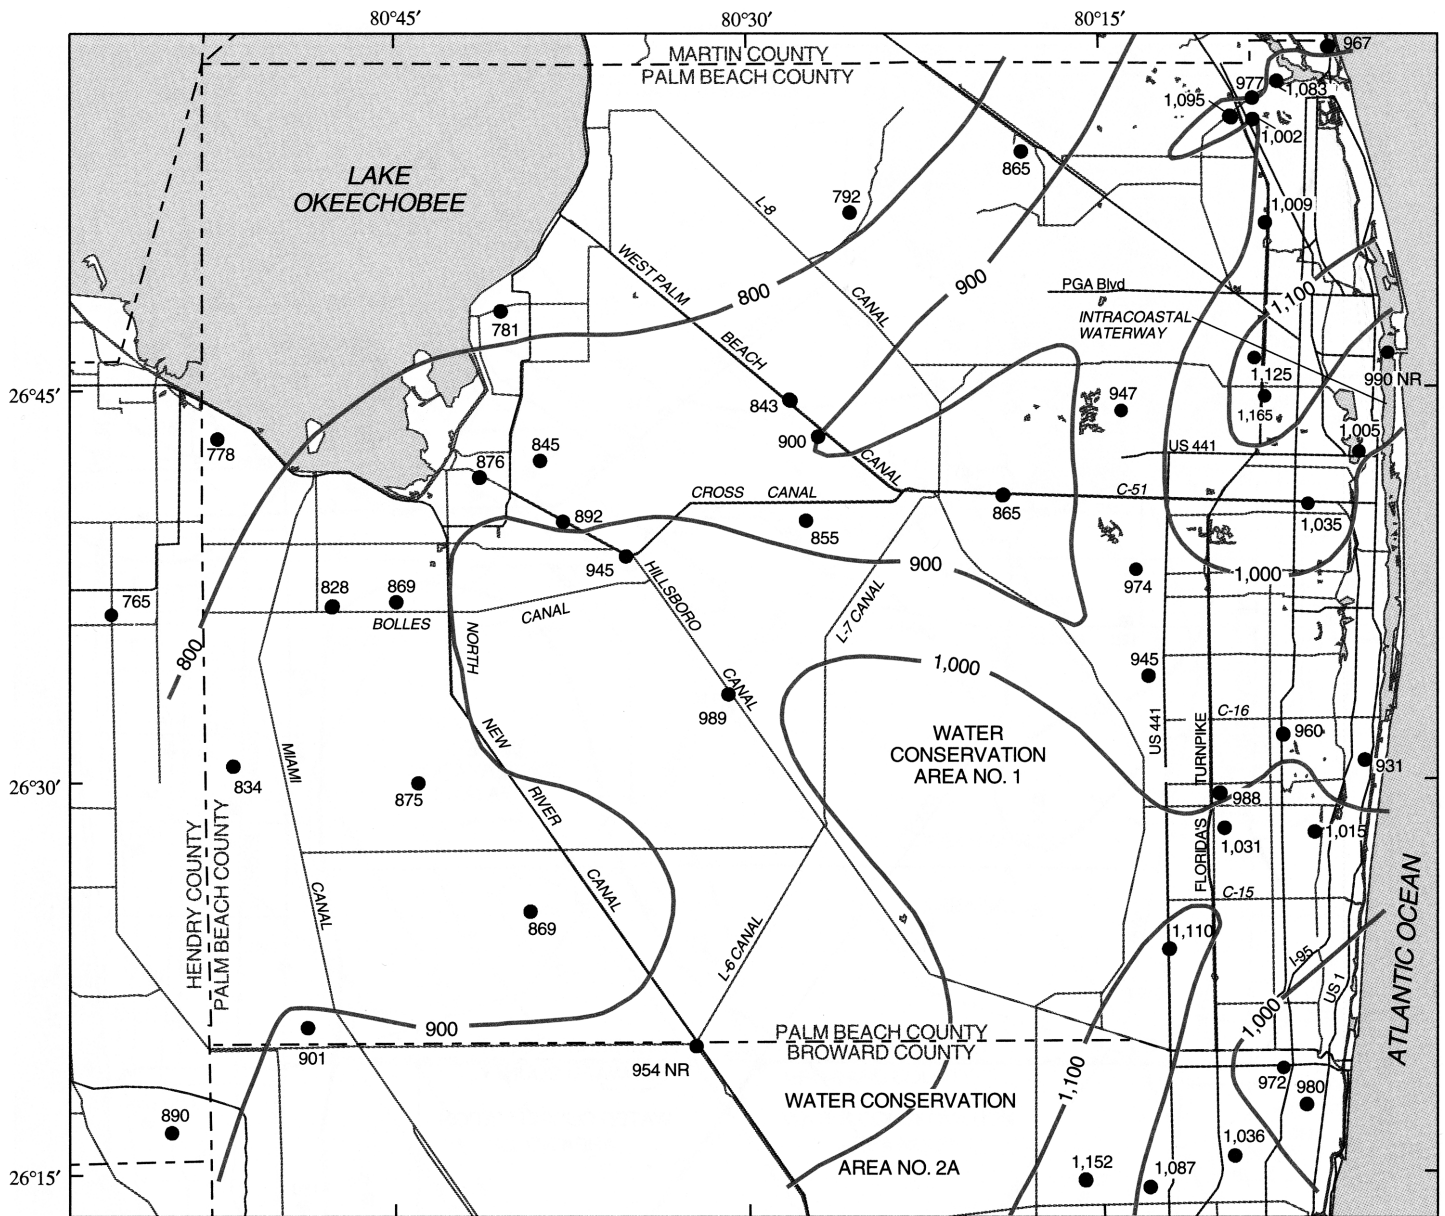 80°45′
80°30′
80°15′
MARTIN COUNTY
PALM BEACH COUNTY
967
977
1,083
1,095
1,002
LAKE
OKEECHOBEE
865
792
L-8
1,009
WEST PALM
900
800
CANAL
PGA Blvd
1,100
INTRACOASTAL
WATERWAY
781
BEACH
1,125
990 NR
26°45′
843
947
1,165
900
1,005
778
845
876
US 441
CANAL
CROSS CANAL
C-51
892
855
865
1,035
945
900
974
1,000
HILLSBORO
828
869
765
BOLLES
CANAL
L-7 CANAL
NORTH
800
945
1,000
CANAL
989
US 441
C-16
WATER
CONSERVATION
AREA NO. 1
NEW
TURNPIKE
960
MIAMI
931
26°30′
834
875
988
RIVER
1,031
1,015
HENDRY COUNTY
PALM BEACH COUNTY
FLORIDA'S
CANAL
CANAL
C-15
869
1,110
L-6 CANAL
I-95
US 1
ATLANTIC OCEAN
1,000
900
901
PALM BEACH COUNTY
BROWARD COUNTY
954 NR
972
980
1,100
WATER CONSERVATION
890
1,036
AREA NO. 2A
1,152
1,087
26°15′